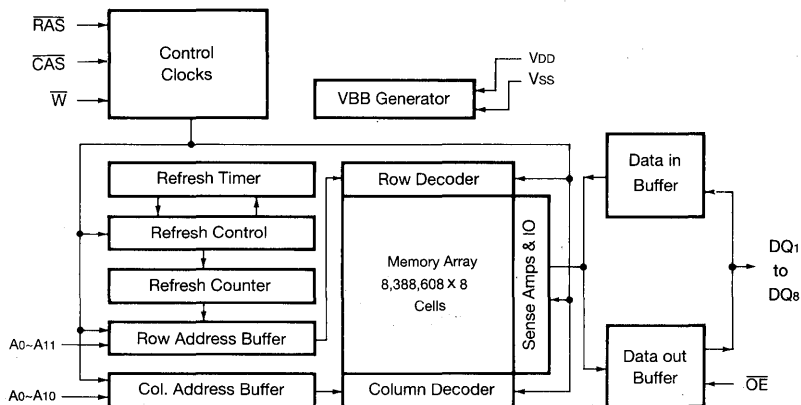 RAS
CAS
W
Control
Clocks
VDD
VSS
VBB Generator
Refresh Timer
Refresh Control
Refresh Counter
Row Address Buffer
Col. Address Buffer
A0~A11
A0~A10
Row Decoder
Memory Array
8,388,608 X 8
Cells
Column Decoder
Sense Amps & IO
Data in
Buffer
DQ1
to
DQ8
Data out
Buffer
OE